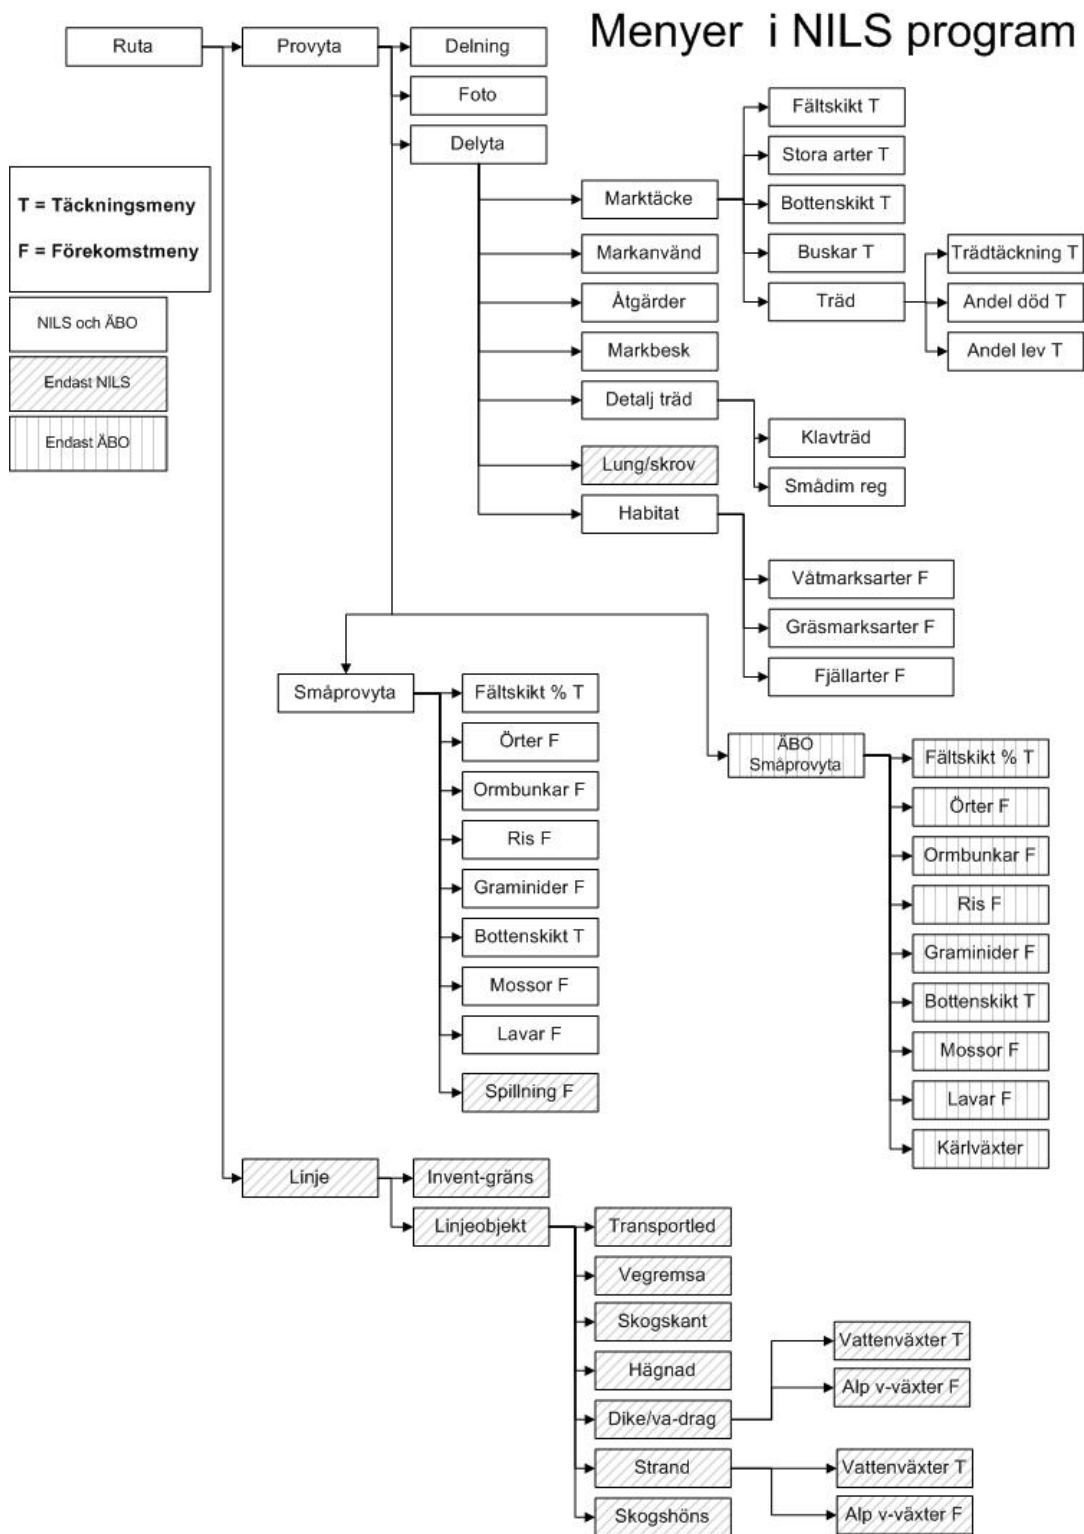 Menyer i NILS program
Ruta
Provyta
Delning
Foto
Delyta
T = Täckningsmeny
F = Förekomstmeny
NILS och ÄBO
Endast NILS
Endast ÄBO
Marktäcke
Markanvänd
Åtgärder
Markbesk
Detalj träd
Lung/skrov
Habitat
Fältskikt T
Stora arter T
Bottenskikt T
Buskar T
Träd
Trädtäckning T
Andel död T
Andel lev T
Klavträd
Smådim reg
Våtmarksarter F
Gräsmarksarter F
Fjällarter F
Småprovyta
Fältskikt % T
Örter F
Ormbunkar F
Ris F
Graminider F
Bottenskikt T
Mossor F
Lavar F
Spillning F
ÄBO
Småprovyta
Fältskikt % T
Örter F
Ormbunkar F
Ris F
Graminider F
Bottenskikt T
Mossor F
Lavar F
Kärlväxter
Linje
Invent-gräns
Linjeobjekt
Transportled
Vegremsa
Skogskant
Hägnad
Dike/va-drag
Strand
Skogshöns
Vattenväxter T
Alp v-växter F
Vattenväxter T
Alp v-växter F